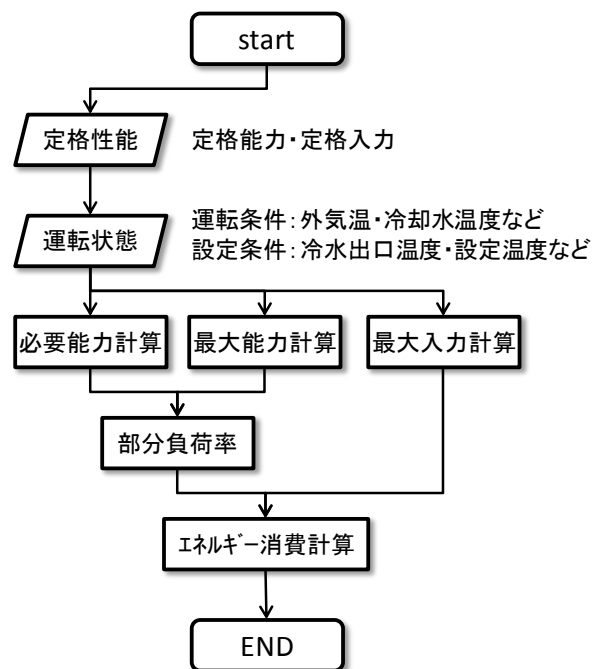 start
定格性能
定格能力・定格入力
運転状態
運転条件：外気温・冷却水温度など
設定条件：冷水出口温度・設定温度など
必要能力計算
最大能力計算
最大入力計算
部分負荷率
ｴﾈﾙｷﾞｰ消費計算
END